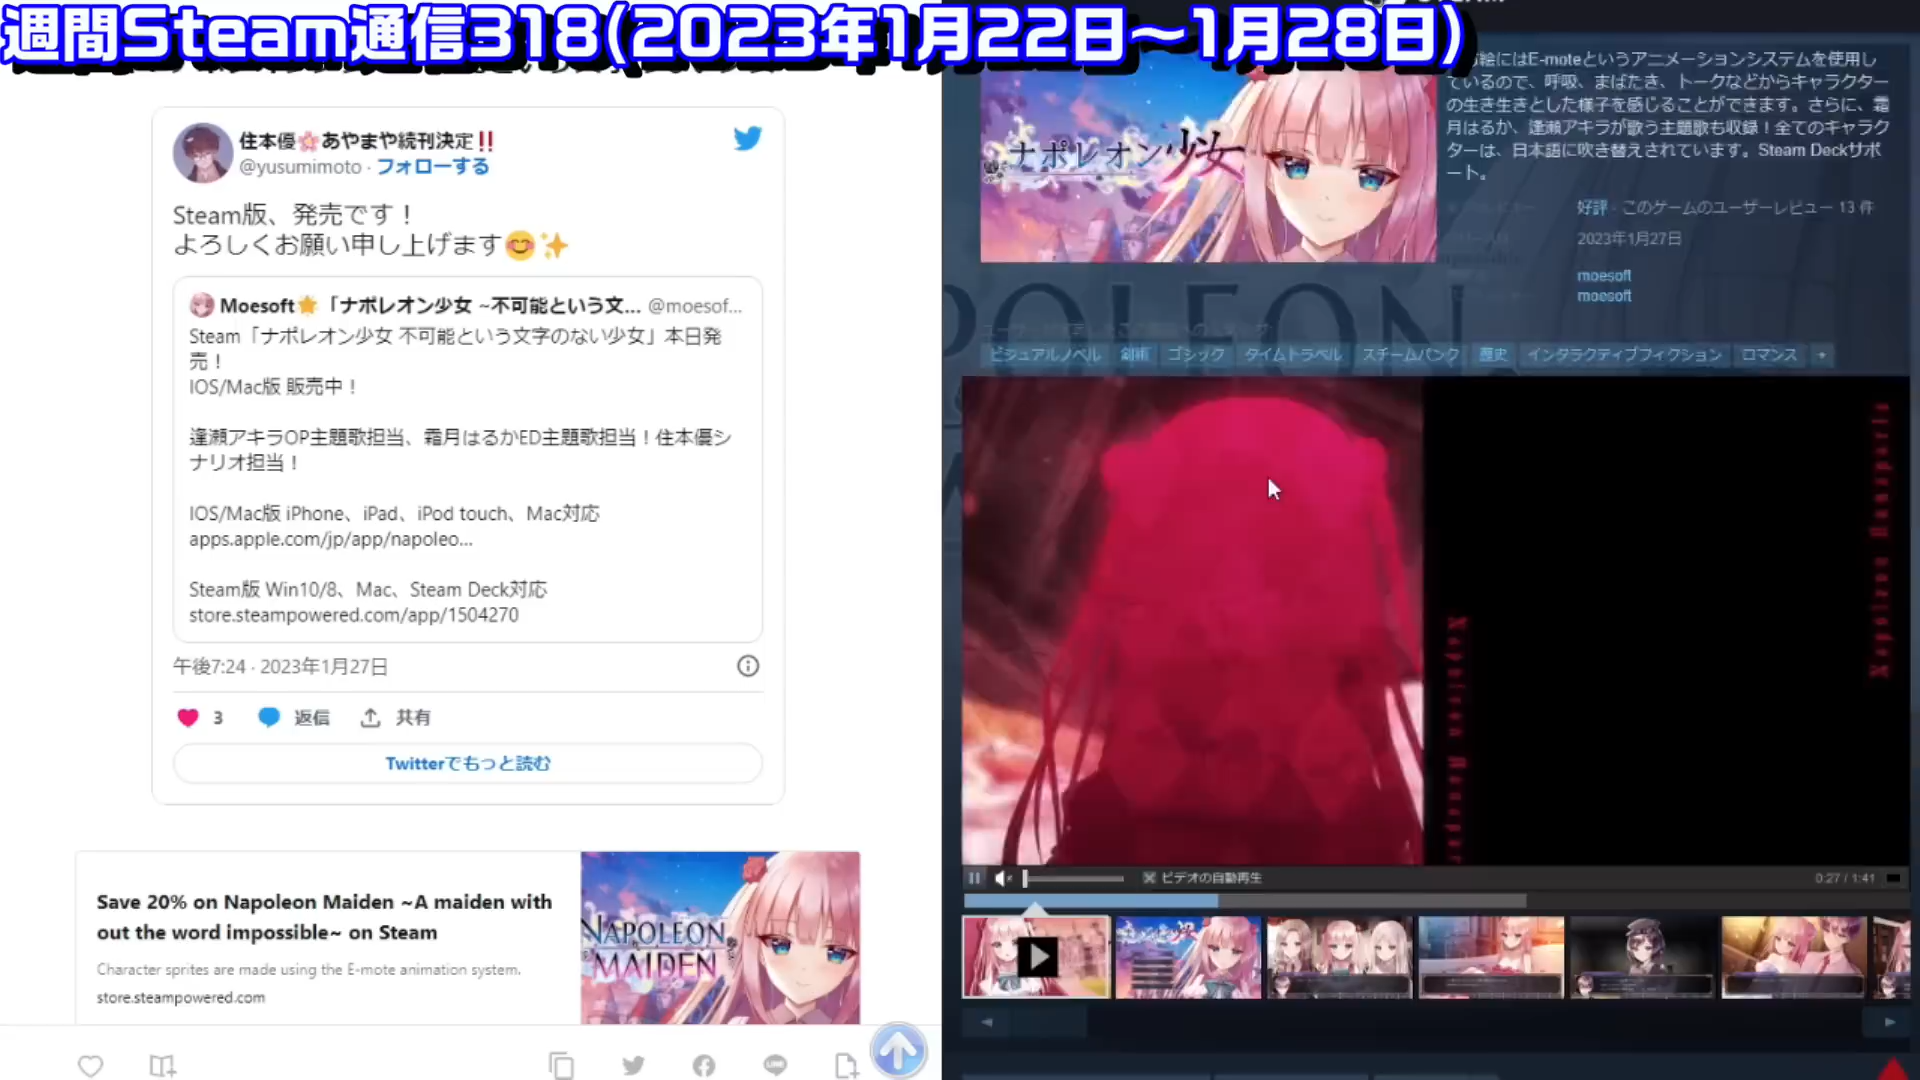 週間Steam通信318(2023年1月22日～1月28日)
住本優🌸あやまや続刊決定‼
@yusumimoto · フォローする
Steam版、発売です！
よろしくお願い申し上げます😊✨
Moesoft🌟「ナポレオン少女 ~不可能という文... @moesof...
Steam「ナポレオン少女 不可能という文字のない少女」本日発
売！
IOS/Mac版 販売中！
逢瀬アキラOP主題歌担当、霜月はるかED主題歌担当！住本優シ
ナリオ担当！
IOS/Mac版 iPhone、iPad、iPod touch、Mac対応
apps.apple.com/jp/app/napoleo...
Steam版 Win10/8、Mac、Steam Deck対応
store.steampowered.com/app/1504270
午後7:24 · 2023年1月27日
3 返信 共有
Twitterでもっと読む
Save 20% on Napoleon Maiden ~A maiden with
out the word impossible~ on Steam
Character sprites are made using the E-mote animation system.
store.steampowered.com
NAPOLEON
MAIDEN
LINE
絵にはE-moteというアニメーションシステムを使用し
ているので、呼吸、まばたき、トークなどからキャラクター
の生き生きとした様子を感じることができます。さらに、霜
月はるか、逢瀬アキラが歌う主題歌も収録！全てのキャラク
ターは、日本語に吹き替えされています。Steam Deckサポ
ート。
ナポレオン少女
好評 - このゲームのユーザーレビュー 13 件
2023年1月27日
moesoft
moesoft
POLEON
ビジュアルノベル 剣術 ゴシック タイムトラベル スチームパンク 歴史 インタラクティブフィクション ロマンス +
Napoleon Bonaparte
Napoleon Bonapar
ビデオの自動再生
0:27 / 1:41